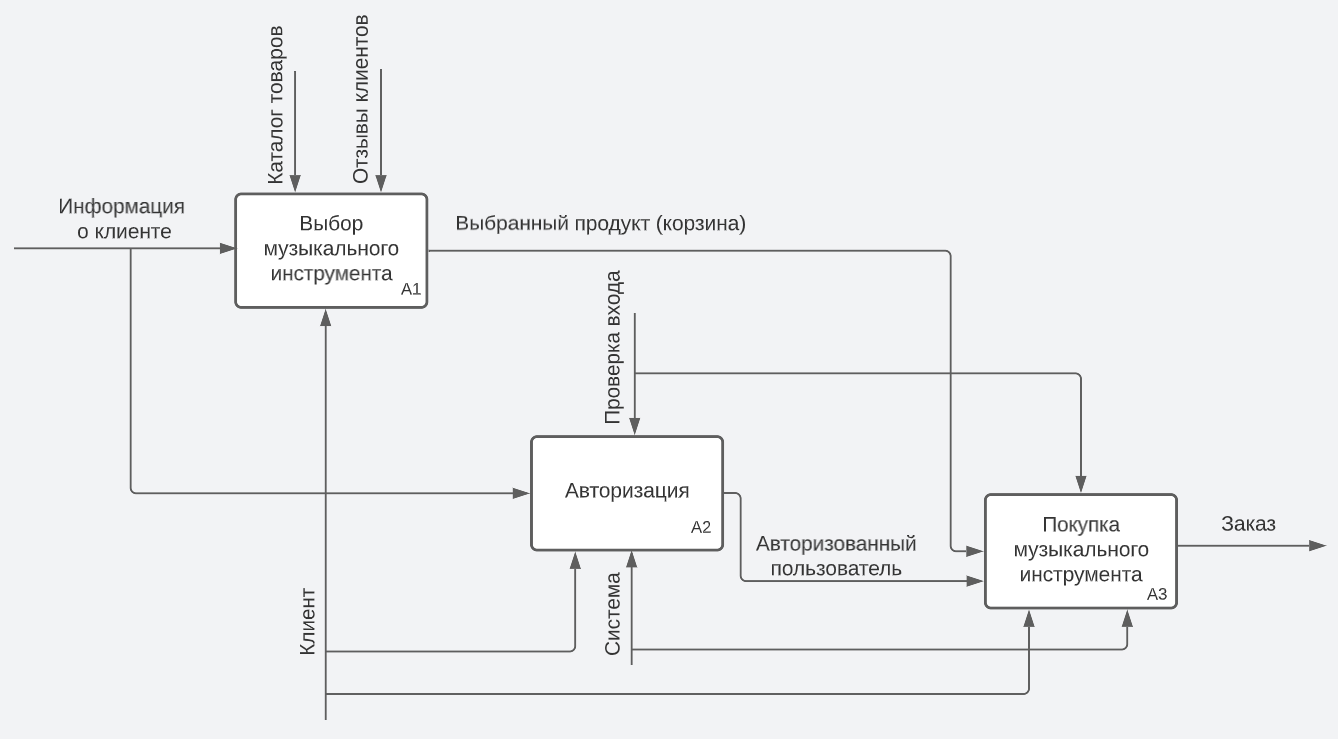 Каталог товаров
Отзывы клиентов
Информация
о клиенте
Выбор
музыкального
инструмента
A1
Выбранный продукт (корзина)
Проверка входа
Авторизация
A2
Авторизованный
пользователь
Покупка
музыкального
инструмента
A3
Заказ
Клиент
Система